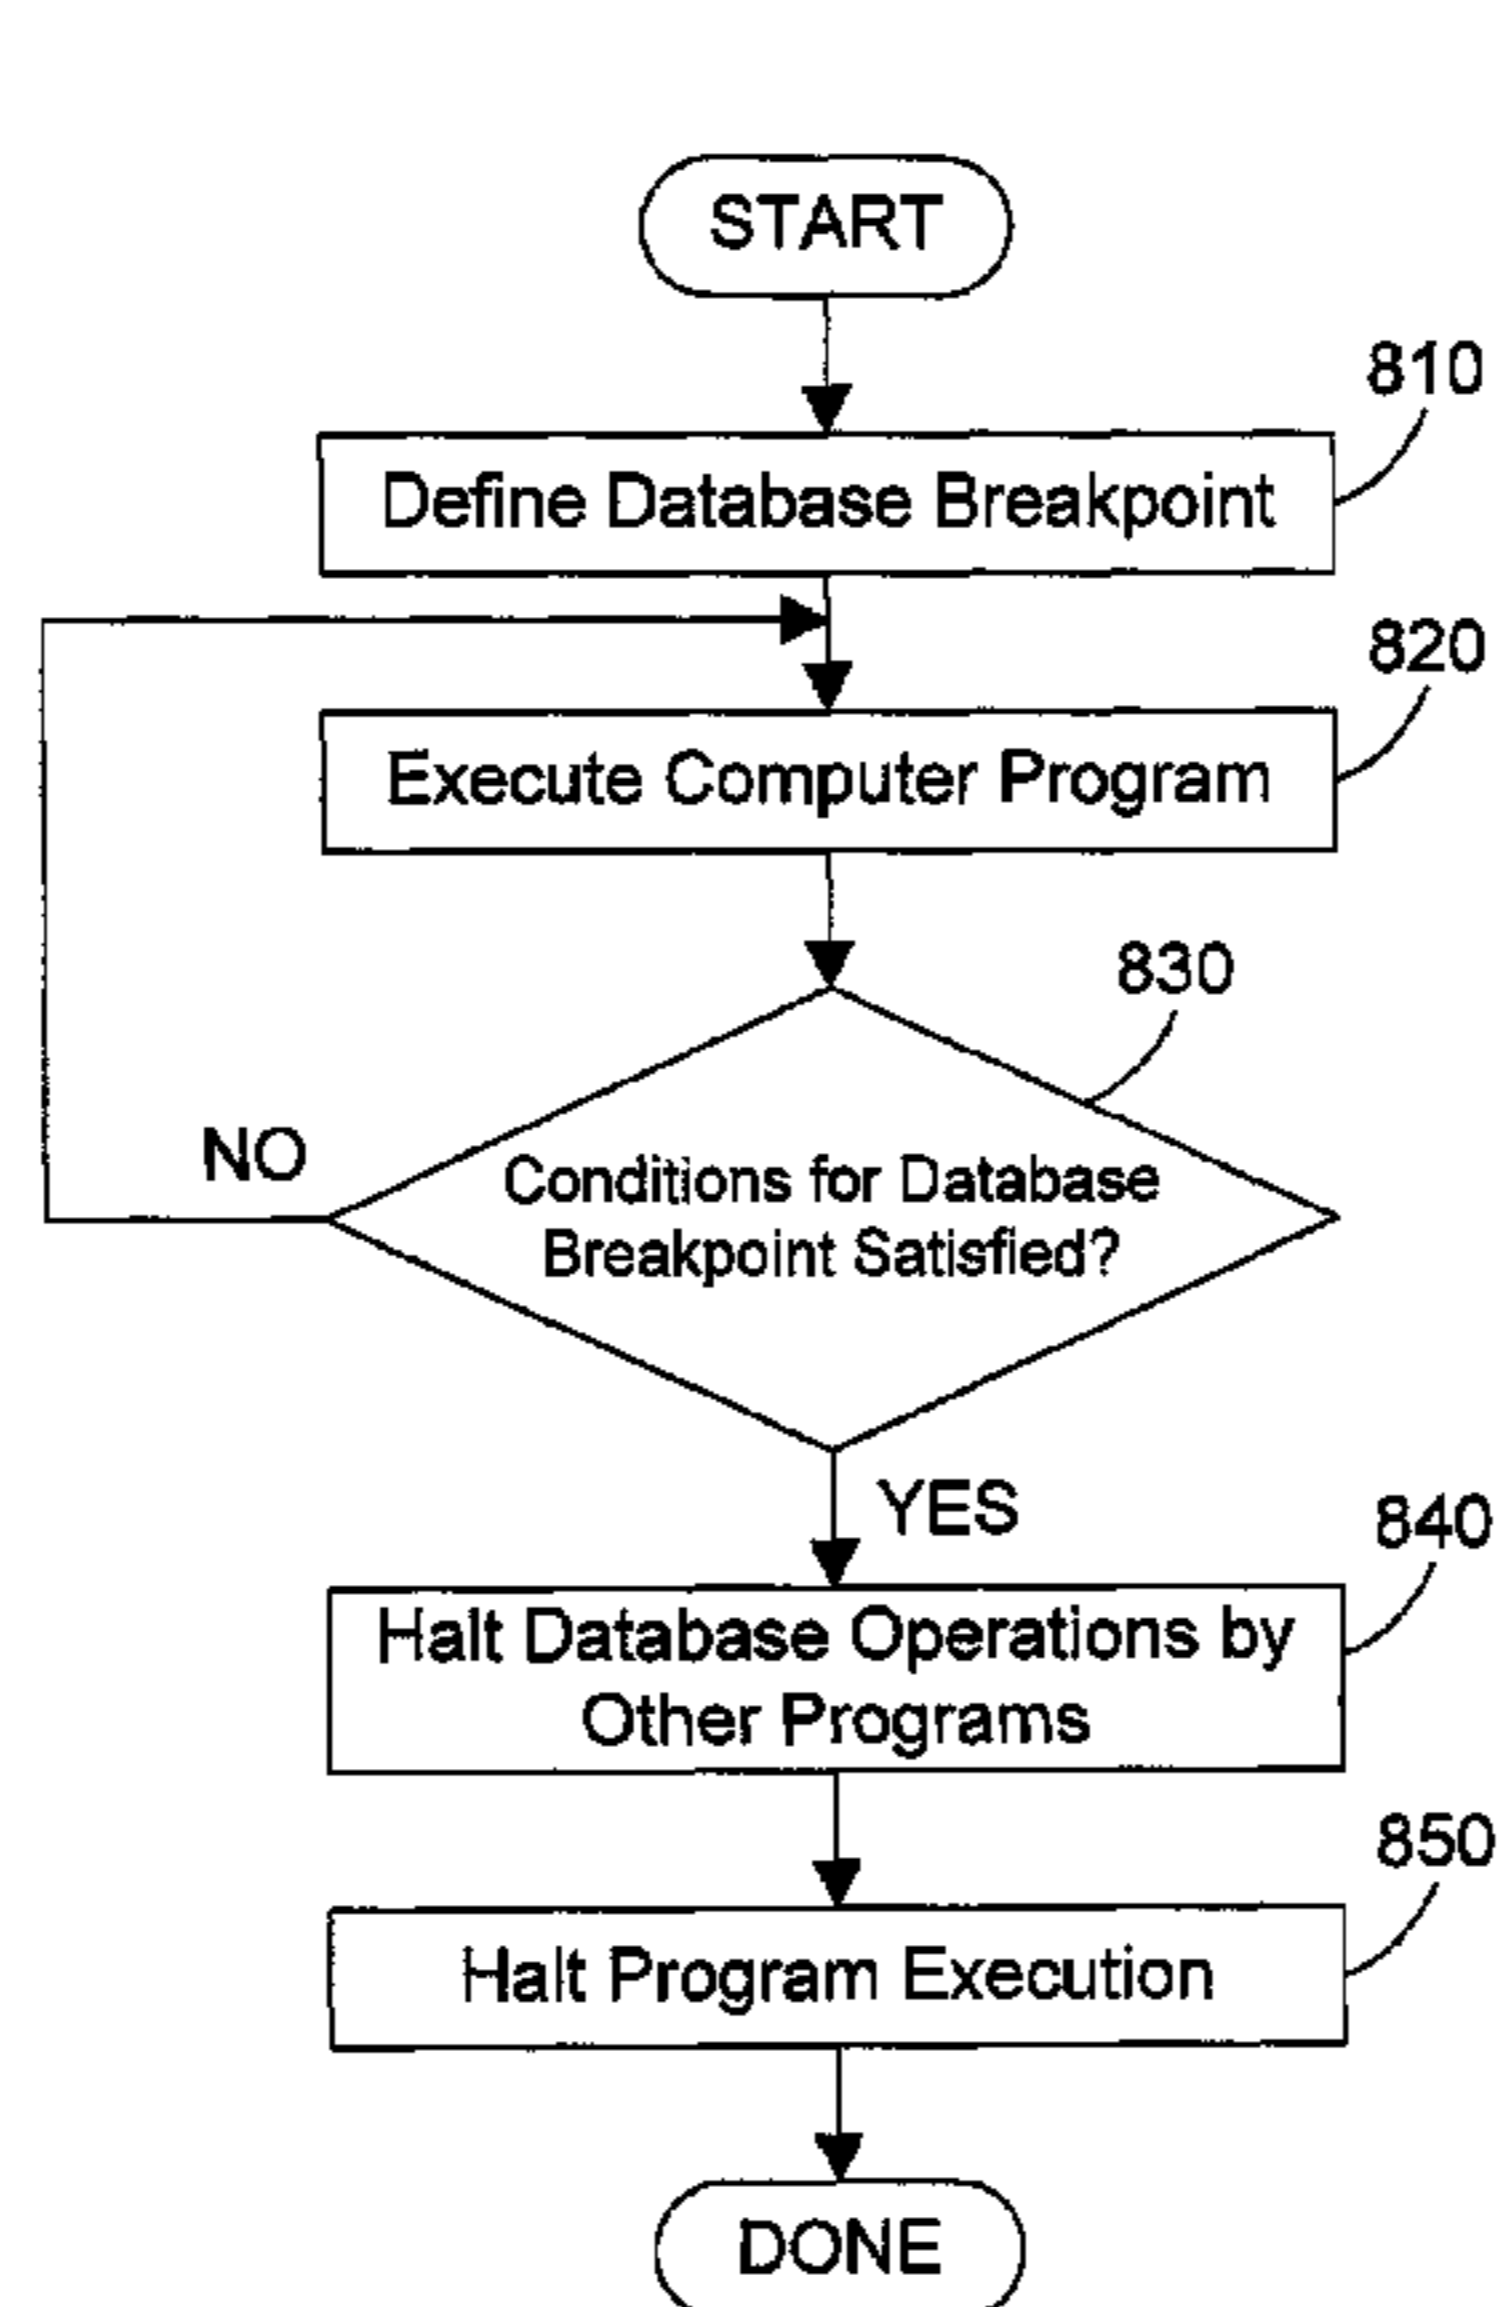 START
810
Define Database Breakpoint
820
Execute Computer Program
830
NO
Conditions for Database
Breakpoint Satisfied?
YES
840
Halt Database Operations by
Other Programs
850
Halt Program Execution
DONE